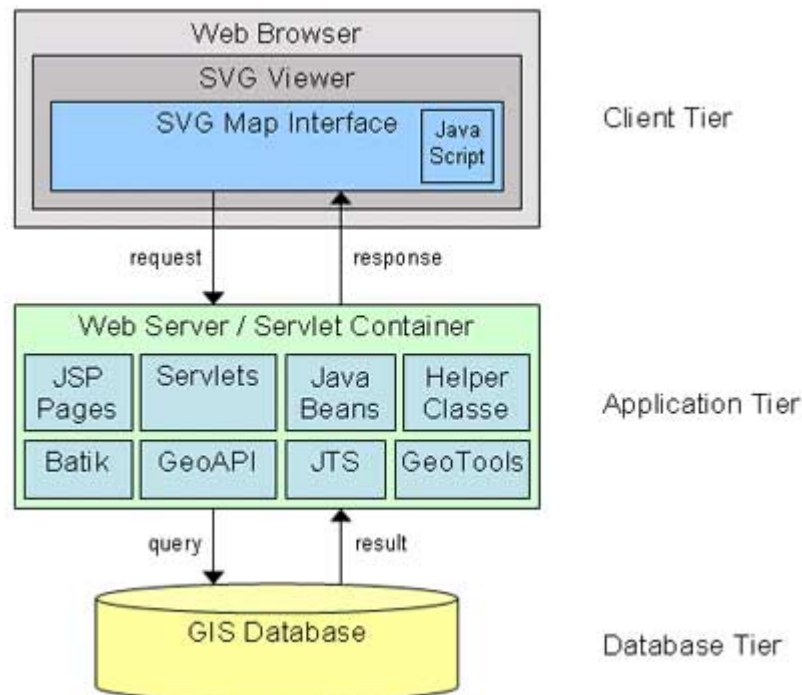 Web Browser
SVG Viewer
SVG Map Interface
Java
Script
Client Tier
request
response
Web Server / Servlet Container
JSP
Pages
Servlets
Java
Beans
Helper
Classe
Application Tier
Batik
GeoAPI
JTS
GeoTools
query
result
GIS Database
Database Tier